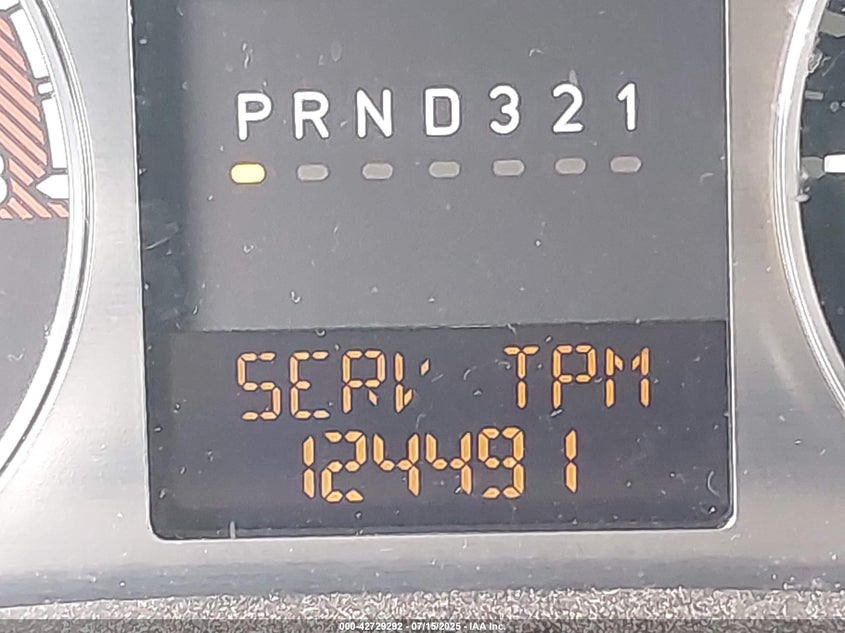 PRND321
SERV TPM
124491
000-42729292 - 07/15/2025 - IAA Inc.